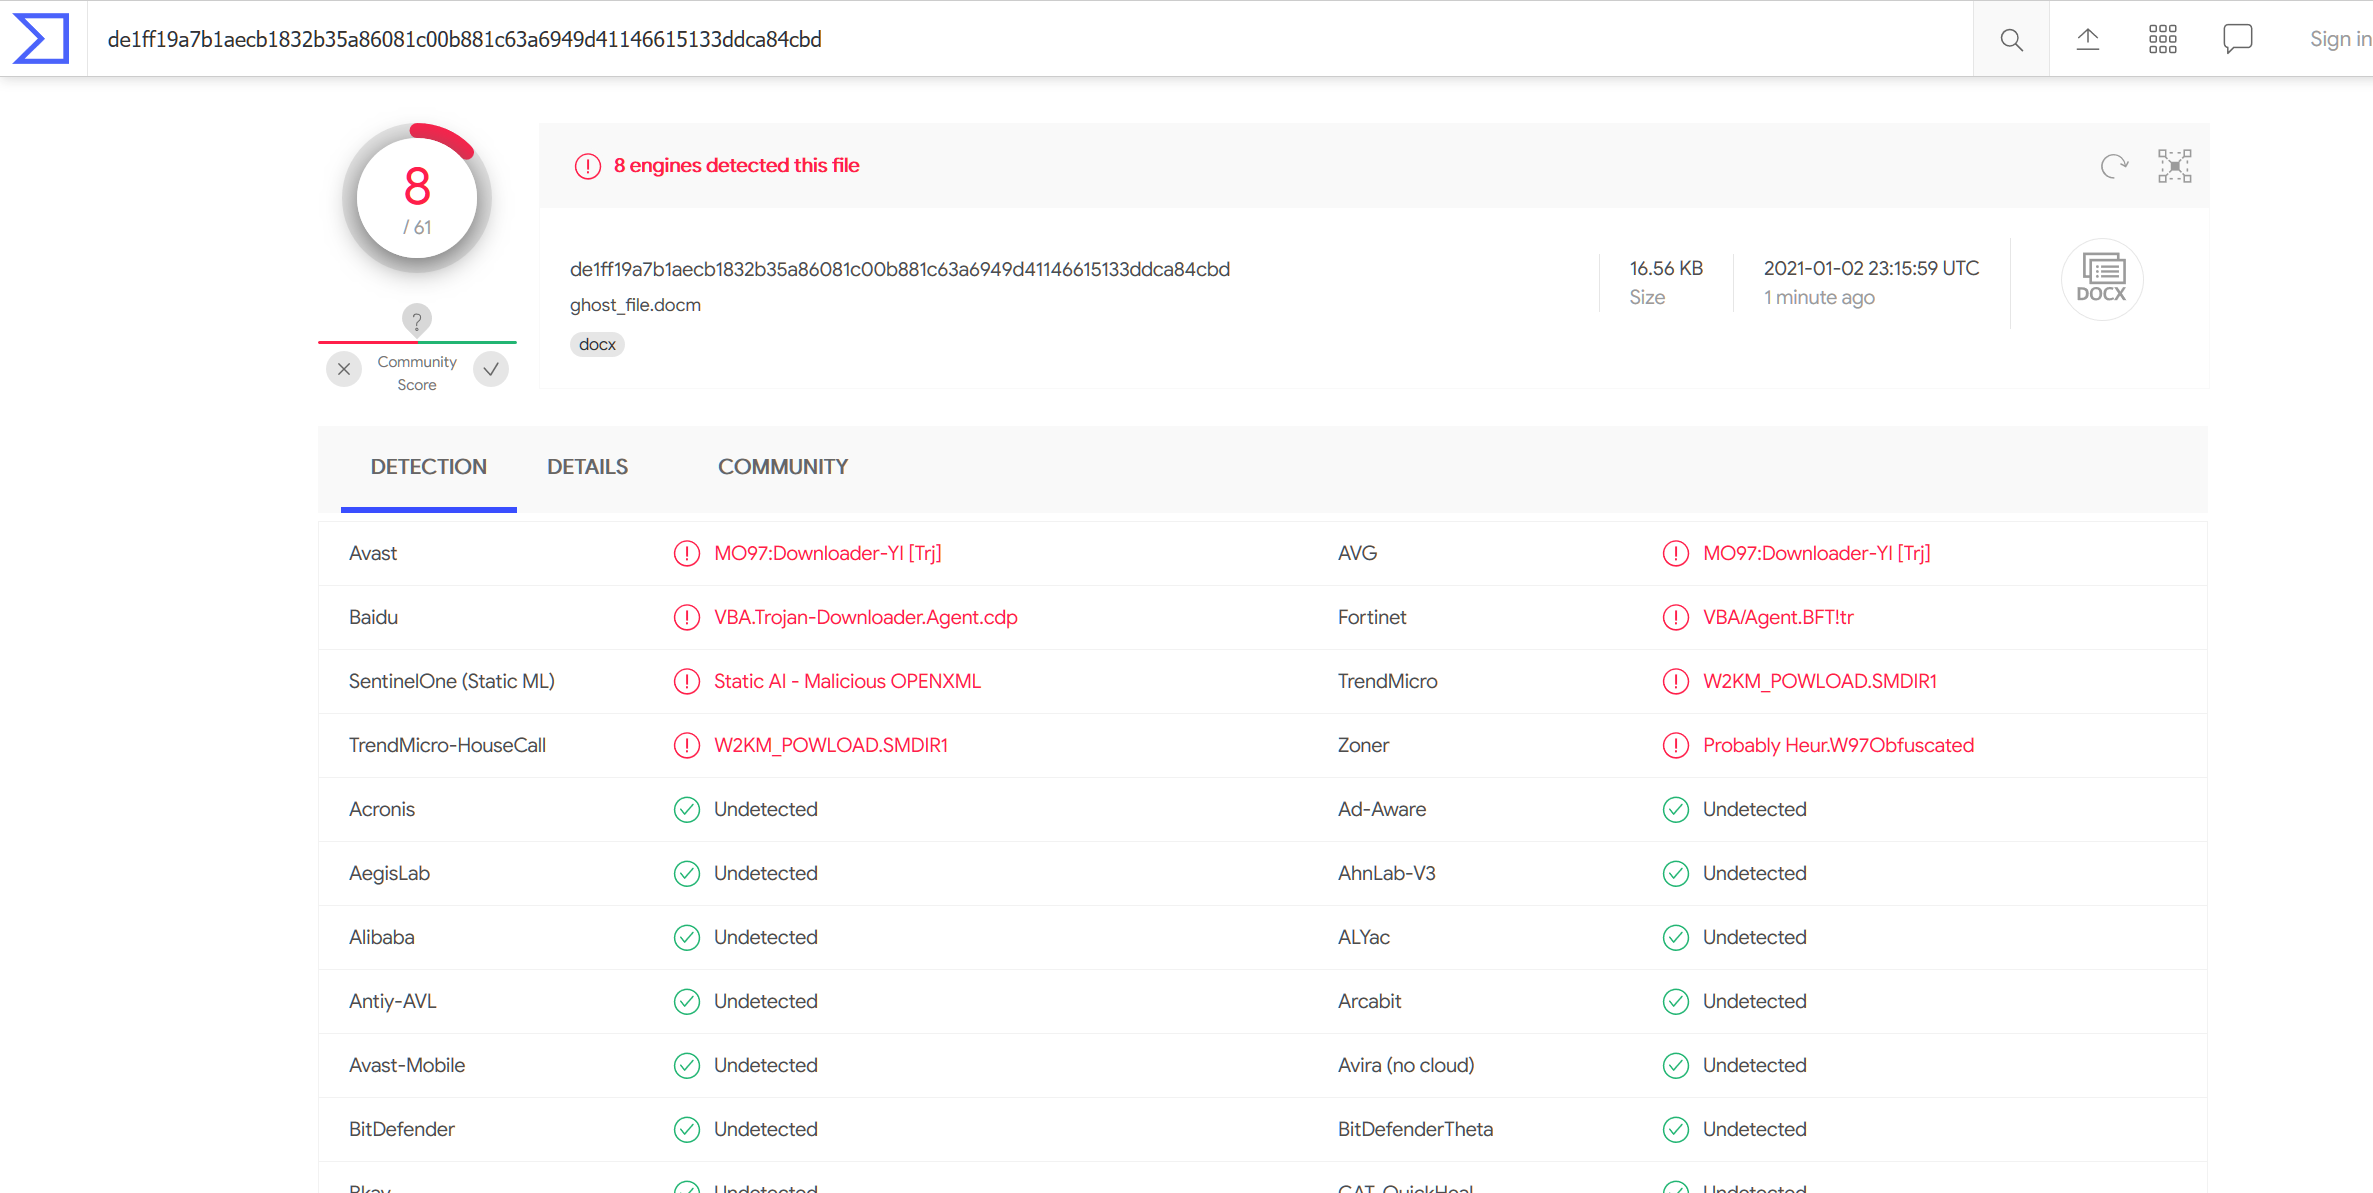 de1ff19a7b1aecb1832b35a86081c00b881c63a6949d41146615133ddca84cbd
Sign in
8
/ 61
8 engines detected this file
de1ff19a7b1aecb1832b35a86081c00b881c63a6949d41146615133ddca84cbd
ghost_file.docm
docx
16.56 KB
Size
2021-01-02 23:15:59 UTC
1 minute ago
DOCX
?
Community
Score
DETECTION DETAILS COMMUNITY
Avast MO97:Downloader-YI [Trj] AVG MO97:Downloader-YI [Trj]
Baidu VBA.Trojan-Downloader.Agent.cdp Fortinet VBA/Agent.BFT!tr
SentinelOne (Static ML) Static AI - Malicious OPENXML TrendMicro W2KM_POWLOAD.SMDIR1
TrendMicro-HouseCall W2KM_POWLOAD.SMDIR1 Zoner Probably Heur.W97Obfuscated
Acronis Undetected Ad-Aware Undetected
AegisLab Undetected AhnLab-V3 Undetected
Alibaba Undetected ALYac Undetected
Antiy-AVL Undetected Arcabit Undetected
Avast-Mobile Undetected Avira (no cloud) Undetected
BitDefender Undetected BitDefenderTheta Undetected
Bkav Undetected CAT-QuickHeal Undetected